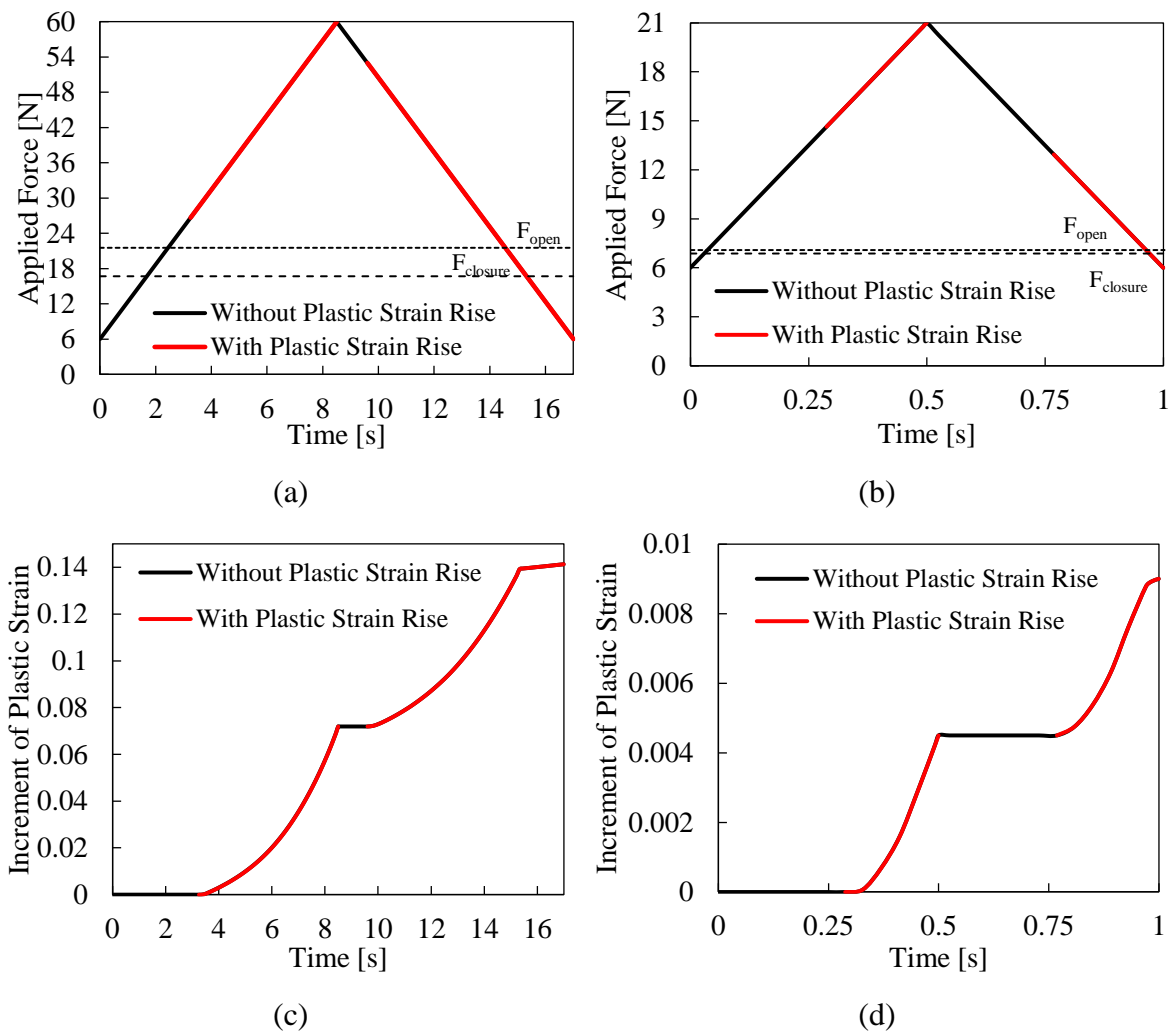 60
54
48
42
36
30
24
18
12
6
0
Applied Force [N]
F_open
F_closure
Without Plastic Strain Rise
With Plastic Strain Rise
0 2 4 6 8 10 12 14 16
Time [s]
(a)
21
18
15
12
9
6
3
0
Applied Force [N]
F_open
F_closure
Without Plastic Strain Rise
With Plastic Strain Rise
0 0.25 0.5 0.75 1
Time [s]
(b)
0.14
0.12
0.1
0.08
0.06
0.04
0.02
0
Increment of Plastic Strain
Without Plastic Strain Rise
With Plastic Strain Rise
0 2 4 6 8 10 12 14 16
Time [s]
(c)
0.01
0.008
0.006
0.004
0.002
0
Increment of Plastic Strain
Without Plastic Strain Rise
With Plastic Strain Rise
0 0.25 0.5 0.75 1
Time [s]
(d)